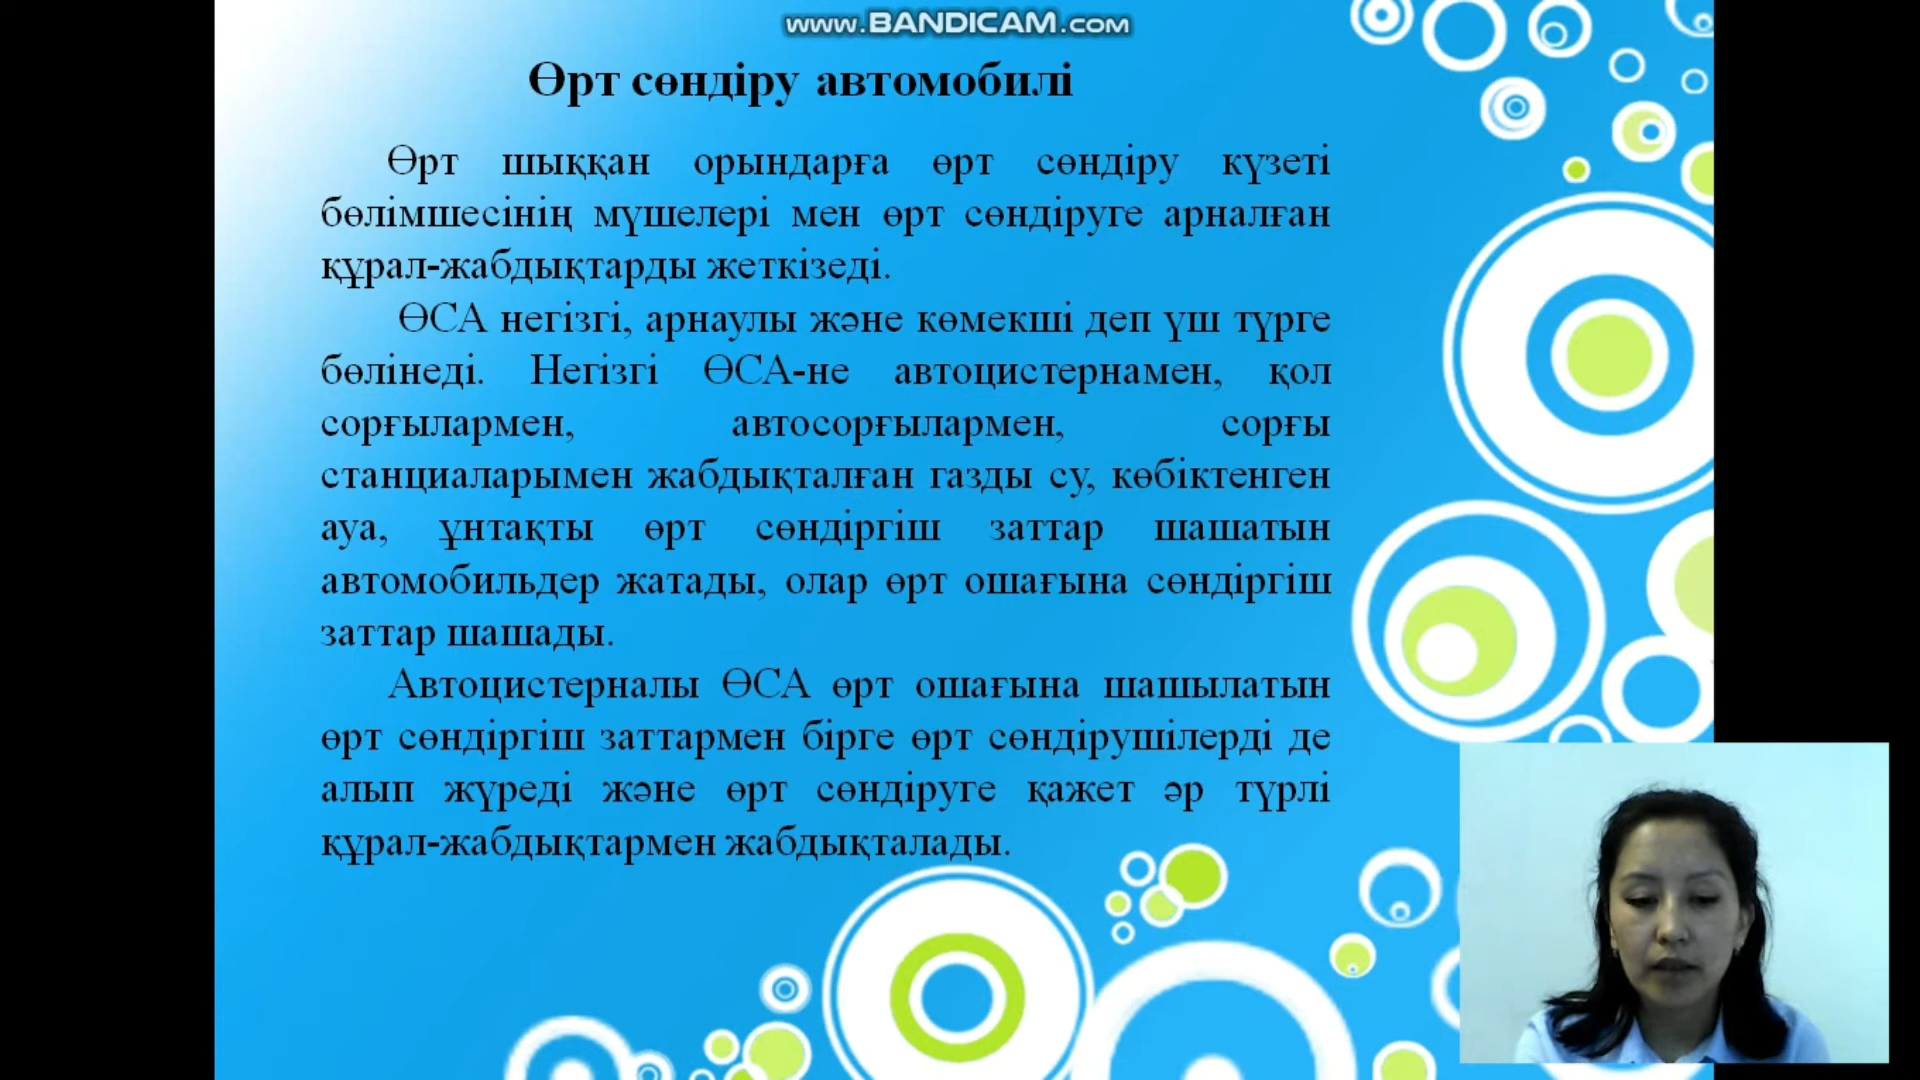 www.BANDICAM.com
Өрт сөндіру автомобилі
Өрт шыққан орындарға өрт сөндіру күзеті
бөлімшесінің мүшелері мен өрт сөндіруге арналған
құрал-жабдықтарды жеткізеді.
ӨСА негізгі, арнаулы және көмекші деп үш түрге
бөлінеді. Негізгі ӨСА-не автоцистернамен, қол
сорғылармен, автосорғылармен, сорғы
станциаларымен жабдықталған газды су, көбіктенген
ауа, ұнтақты өрт сөндіргіш заттар шашатын
автомобильдер жатады, олар өрт ошағына сөндіргіш
заттар шашады.
Автоцистерналы ӨСА өрт ошағына шашылатын
өрт сөндіргіш заттармен бірге өрт сөндірушілерді де
алып жүреді және өрт сөндіруге қажет әр түрлі
құрал-жабдықтармен жабдықталады.